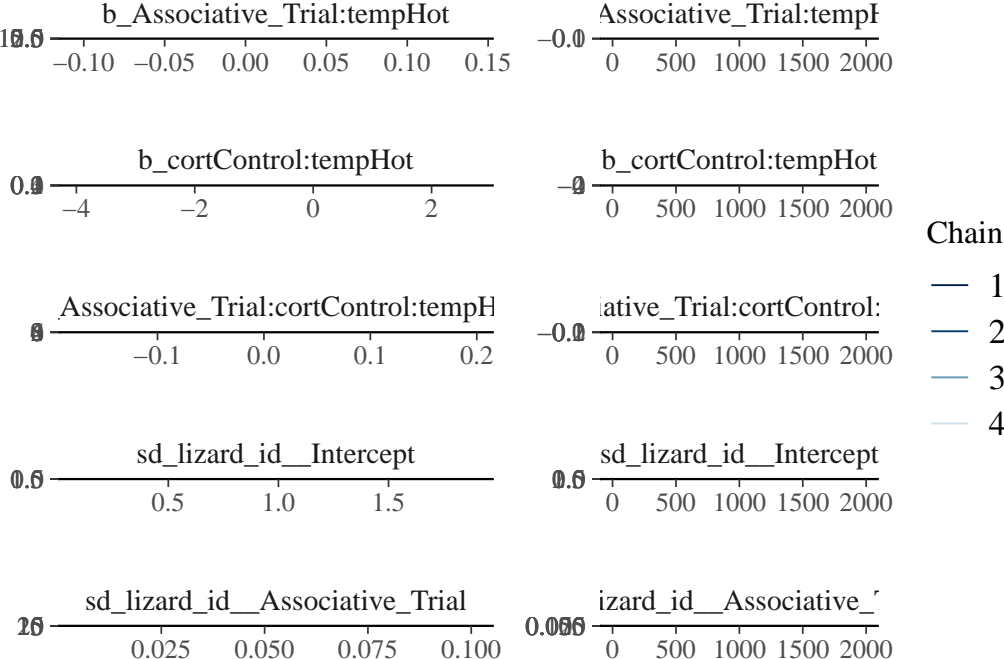 b_Associative_Trial:tempHot
Associative_Trial:tempH
−0.10 −0.05 0.00 0.05 0.10 0.15
0 500 1000 1500 2000
b_cortControl:tempHot
b_cortControl:tempHot
−4 −2 0 2
0 500 1000 1500 2000
Chain
1
2
3
4
_Associative_Trial:cortControl:tempH
iative_Trial:cortControl:
−0.1 0.0 0.1 0.2
0 500 1000 1500 2000
sd_lizard_id__Intercept
sd_lizard_id__Intercept
0.5 1.0 1.5
0 500 1000 1500 2000
sd_lizard_id__Associative_Trial
izard_id__Associative_T
0.025 0.050 0.075 0.100
0 500 1000 1500 2000